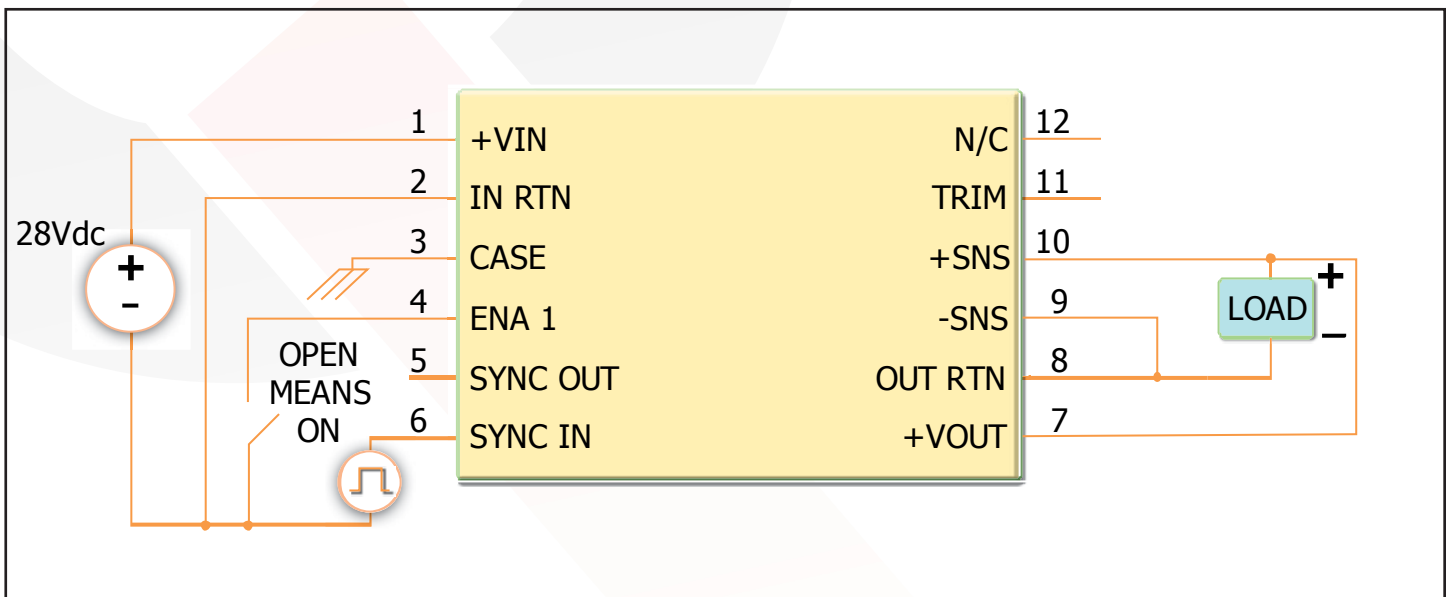 28Vdc
+
-
1
+VIN
2
IN RTN
3
CASE
4
ENA 1
5
SYNC OUT
6
SYNC IN
OPEN
MEANS
ON
N/C
12
TRIM
11
+SNS
10
-SNS
9
OUT RTN
8
+VOUT
7
LOAD
+
–